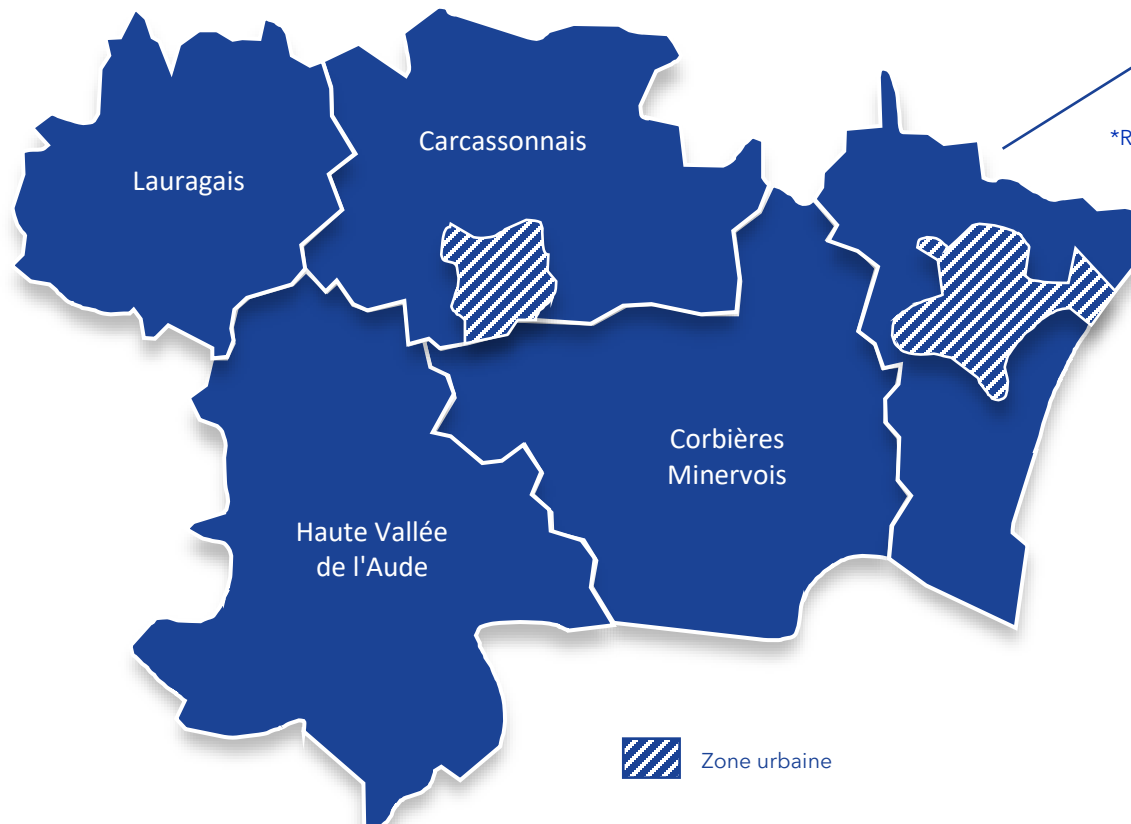 *R
Carcassonnais
Lauragais
Corbières
Minervois
Haute Vallée
de l'Aude
Zone urbaine